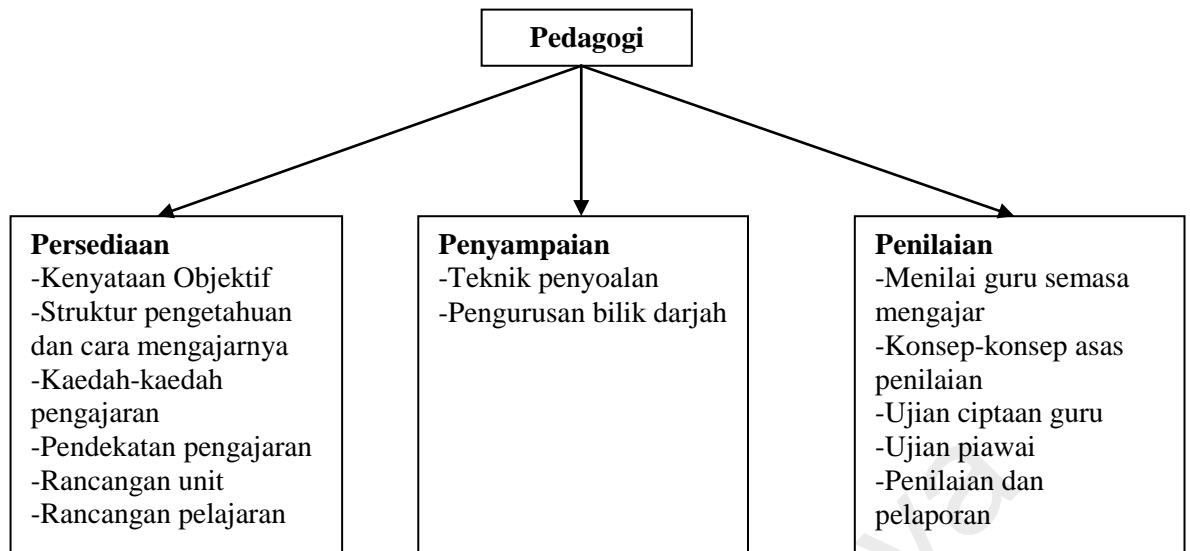 Pedagogi
Persediaan
-Kenyataan Objektif
-Struktur pengetahuan
dan cara mengajarnya
-Kaedah-kaedah
pengajaran
-Pendekatan pengajaran
-Rancangan unit
-Rancangan pelajaran
Penyampaian
-Teknik penyoalan
-Pengurusan bilik darjah
Penilaian
-Menilai guru semasa
mengajar
-Konsep-konsep asas
penilaian
-Ujian ciptaan guru
-Ujian piawai
-Penilaian dan
pelaporan
ya